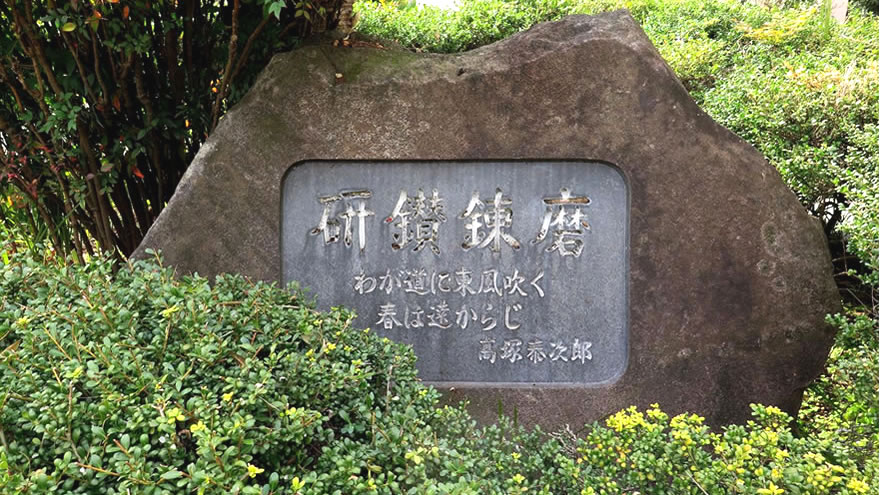 研鑽錬磨
わが道に東風吹く
春は遠からじ
高塚泰次郎